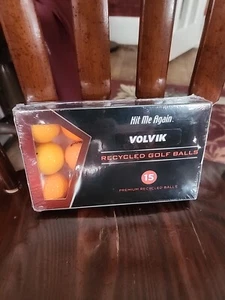 Hit Me Again
VOLVIK
RECYCLED GOLF BALLS
15
PREMIUM RECYCLED BALLS